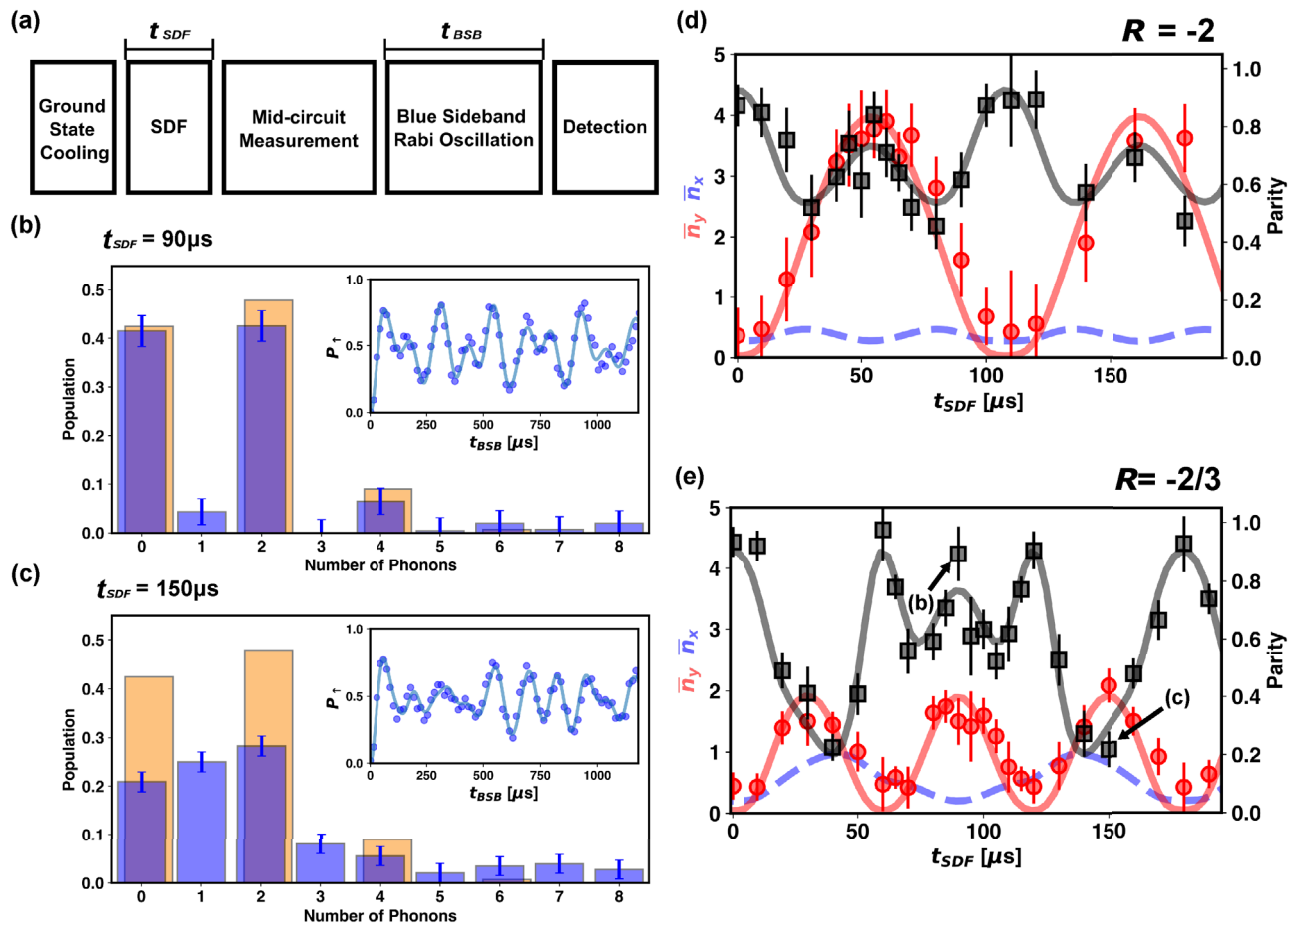 (a)
t SDF
t BSB
Ground
State
Cooling
SDF
Mid-circuit
Measurement
Blue Sideband
Rabi Oscillation
Detection
(b)
t SDF = 90μs
Population
0.5
0.4
0.3
0.2
0.1
0.0
0 1 2 3 4 5 6 7 8
Number of Phonons
P↑
1.0
0.5
0.0
0 250 500 750 1000
t BSB [μs]
(c)
t SDF = 150μs
Population
0.5
0.4
0.3
0.2
0.1
0.0
0 1 2 3 4 5 6 7 8
Number of Phonons
P↑
1.0
0.5
0.0
0 250 500 750 1000
t BSB [μs]
(d)
R = -2
n̅y n̅x
5
4
3
2
1
0
1.0
0.8
0.6
0.4
0.2
0.0
Parity
0 50 100 150
t SDF [μs]
(e)
R= -2/3
n̅y n̅x
5
4
3
2
1
0
(b)
(c)
1.0
0.8
0.6
0.4
0.2
0.0
Parity
0 50 100 150
t SDF [μs]